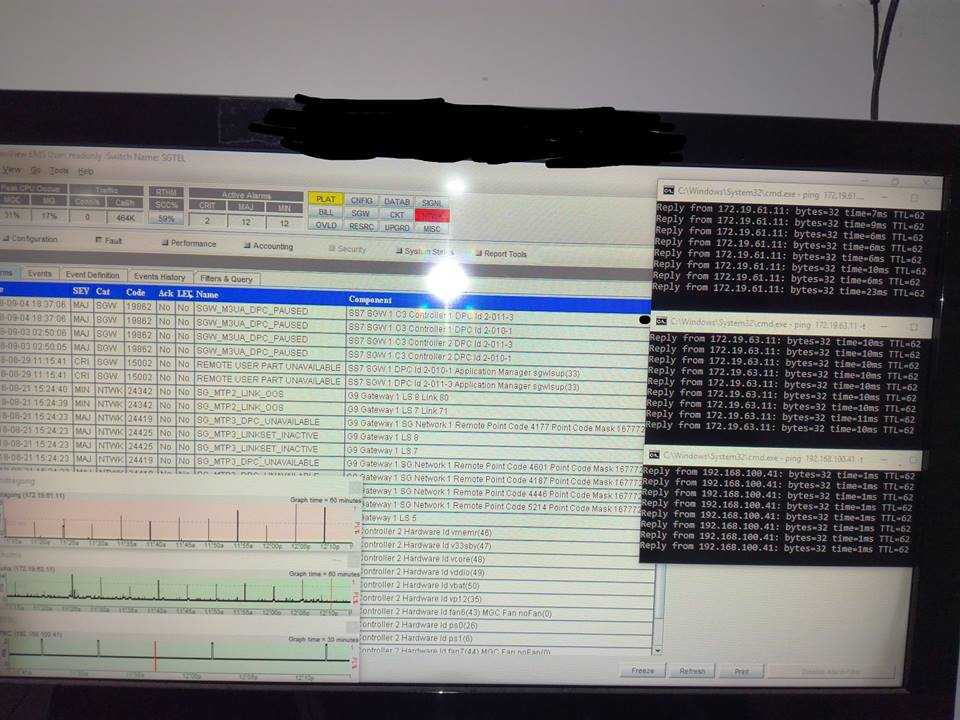 EMS User: readonly Switch Name: SGTEL
View Go Tools Help
Peak CPU Occup Traffic RTHM Active Alarms PLAT CNFIG DATAB SIGNL
MGC MG Conn/s Call/h SCC% CRIT MAJ MIN BILL SGW CKT NTWK
31% 17% 0 464K 59% 2 12 12 OVLD RESRC UPGRD MISC
Configuration Fault Performance Accounting Security System Status Report Tools
Events Event Definition Events History Filters & Query
SEV Cat Code Ack LEC Name Component
8-09-04 18:37:06 MAJ SGW 19862 No No SGW_M3UA_DPC_PAUSED SS7 SGW 1 C3 Controller 1 DPC Id 2-011-3
8-09-04 18:37:06 MAJ SGW 19862 No No SGW_M3UA_DPC_PAUSED SS7 SGW 1 C3 Controller 1 DPC Id 2-010-1
8-09-03 02:50:06 MAJ SGW 19862 No No SGW_M3UA_DPC_PAUSED SS7 SGW 1 C3 Controller 2 DPC Id 2-011-3
8-09-03 02:50:05 MAJ SGW 19862 No No SGW_M3UA_DPC_PAUSED SS7 SGW 1 C3 Controller 2 DPC Id 2-010-1
8-08-29 11:15:41 CRI SGW 15002 No No REMOTE USER PART UNAVAILABLE SS7 SGW 1 DPC Id 2-010-1 Application Manager sgwlsup(33)
8-08-29 11:15:41 CRI SGW 15002 No No REMOTE USER PART UNAVAILABLE SS7 SGW 1 DPC Id 2-011-3 Application Manager sgwlsup(33)
8-08-21 15:24:40 MIN NTWK 24342 No No SG_MTP2_LINK_OOS G9 Gateway 1 LS 8 Link 80
8-08-21 15:24:39 MIN NTWK 24342 No No SG_MTP2_LINK_OOS G9 Gateway 1 LS 7 Link 71
8-08-21 15:24:23 MAJ NTWK 24419 No No SG_MTP3_DPC_UNAVAILABLE G9 Gateway 1 SG Network 1 Remote Point Code 4177 Point Code Mask 167772
8-08-21 15:24:23 MAJ NTWK 24425 No No SG_MTP3_LINKSET_INACTIVE G9 Gateway 1 LS 8
8-08-21 15:24:23 MAJ NTWK 24425 No No SG_MTP3_LINKSET_INACTIVE G9 Gateway 1 LS 7
8-08-21 15:24:23 MAJ NTWK 24419 No No SG_MTP3_DPC_UNAVAILABLE G9 Gateway 1 SG Network 1 Remote Point Code 4601 Point Code Mask 167772
Gateway 1 SG Network 1 Remote Point Code 4187 Point Code Mask 167772
Gateway 1 SG Network 1 Remote Point Code 4446 Point Code Mask 167772
Gateway 1 SG Network 1 Remote Point Code 5214 Point Code Mask 167772
Gateway 1 LS 5
Controller 2 Hardware Id vmemr(46)
Controller 2 Hardware Id v33sby(47)
Controller 2 Hardware Id vcore(48)
Controller 2 Hardware Id vddio(49)
Controller 2 Hardware Id vbat(50)
Controller 2 Hardware Id vp12(35)
Controller 2 Hardware Id fan6(43) MGC Fan noFan(0)
Controller 2 Hardware Id ps0(26)
Controller 2 Hardware Id ps1(6)
Controller 2 Hardware Id fan7(44) MGC Fan noFan(0)
Freeze Refresh Print
(172.19.61.11)
Graph time = 60 minutes
11:15a 11:20a 11:25a 11:30a 11:35a 11:40a 11:45a 11:50a 11:55a 12:00p 12:05p 12:10p
(172.19.63.11)
Graph time = 60 minutes
11:15a 11:20a 11:25a 11:30a 11:35a 11:40a 11:45a 11:50a 11:55a 12:00p 12:05p 12:10p
(192.168.100.41)
Graph time = 30 minutes
11:50a 11:55a 12:00p 12:05p 12:10p
C:\Windows\System32\cmd.exe - ping 172.19.61....
Reply from 172.19.61.11: bytes=32 time=7ms TTL=62
Reply from 172.19.61.11: bytes=32 time=9ms TTL=62
Reply from 172.19.61.11: bytes=32 time=6ms TTL=62
Reply from 172.19.61.11: bytes=32 time=6ms TTL=62
Reply from 172.19.61.11: bytes=32 time=6ms TTL=62
Reply from 172.19.61.11: bytes=32 time=10ms TTL=62
Reply from 172.19.61.11: bytes=32 time=6ms TTL=62
Reply from 172.19.61.11: bytes=32 time=23ms TTL=62
C:\Windows\System32\cmd.exe - ping 172.19.63.11 -t
Reply from 172.19.63.11: bytes=32 time=10ms TTL=62
Reply from 172.19.63.11: bytes=32 time=10ms TTL=62
Reply from 172.19.63.11: bytes=32 time=10ms TTL=62
Reply from 172.19.63.11: bytes=32 time=10ms TTL=62
Reply from 172.19.63.11: bytes=32 time=10ms TTL=62
Reply from 172.19.63.11: bytes=32 time=10ms TTL=62
Reply from 172.19.63.11: bytes=32 time=11ms TTL=62
Reply from 172.19.63.11: bytes=32 time=10ms TTL=62
C:\Windows\System32\cmd.exe - ping 192.168.100.41 -t
Reply from 192.168.100.41: bytes=32 time=1ms TTL=62
Reply from 192.168.100.41: bytes=32 time=1ms TTL=62
Reply from 192.168.100.41: bytes=32 time=1ms TTL=62
Reply from 192.168.100.41: bytes=32 time=1ms TTL=62
Reply from 192.168.100.41: bytes=32 time=1ms TTL=62
Reply from 192.168.100.41: bytes=32 time=1ms TTL=62
Reply from 192.168.100.41: bytes=32 time=1ms TTL=62
Reply from 192.168.100.41: bytes=32 time=1ms TTL=62